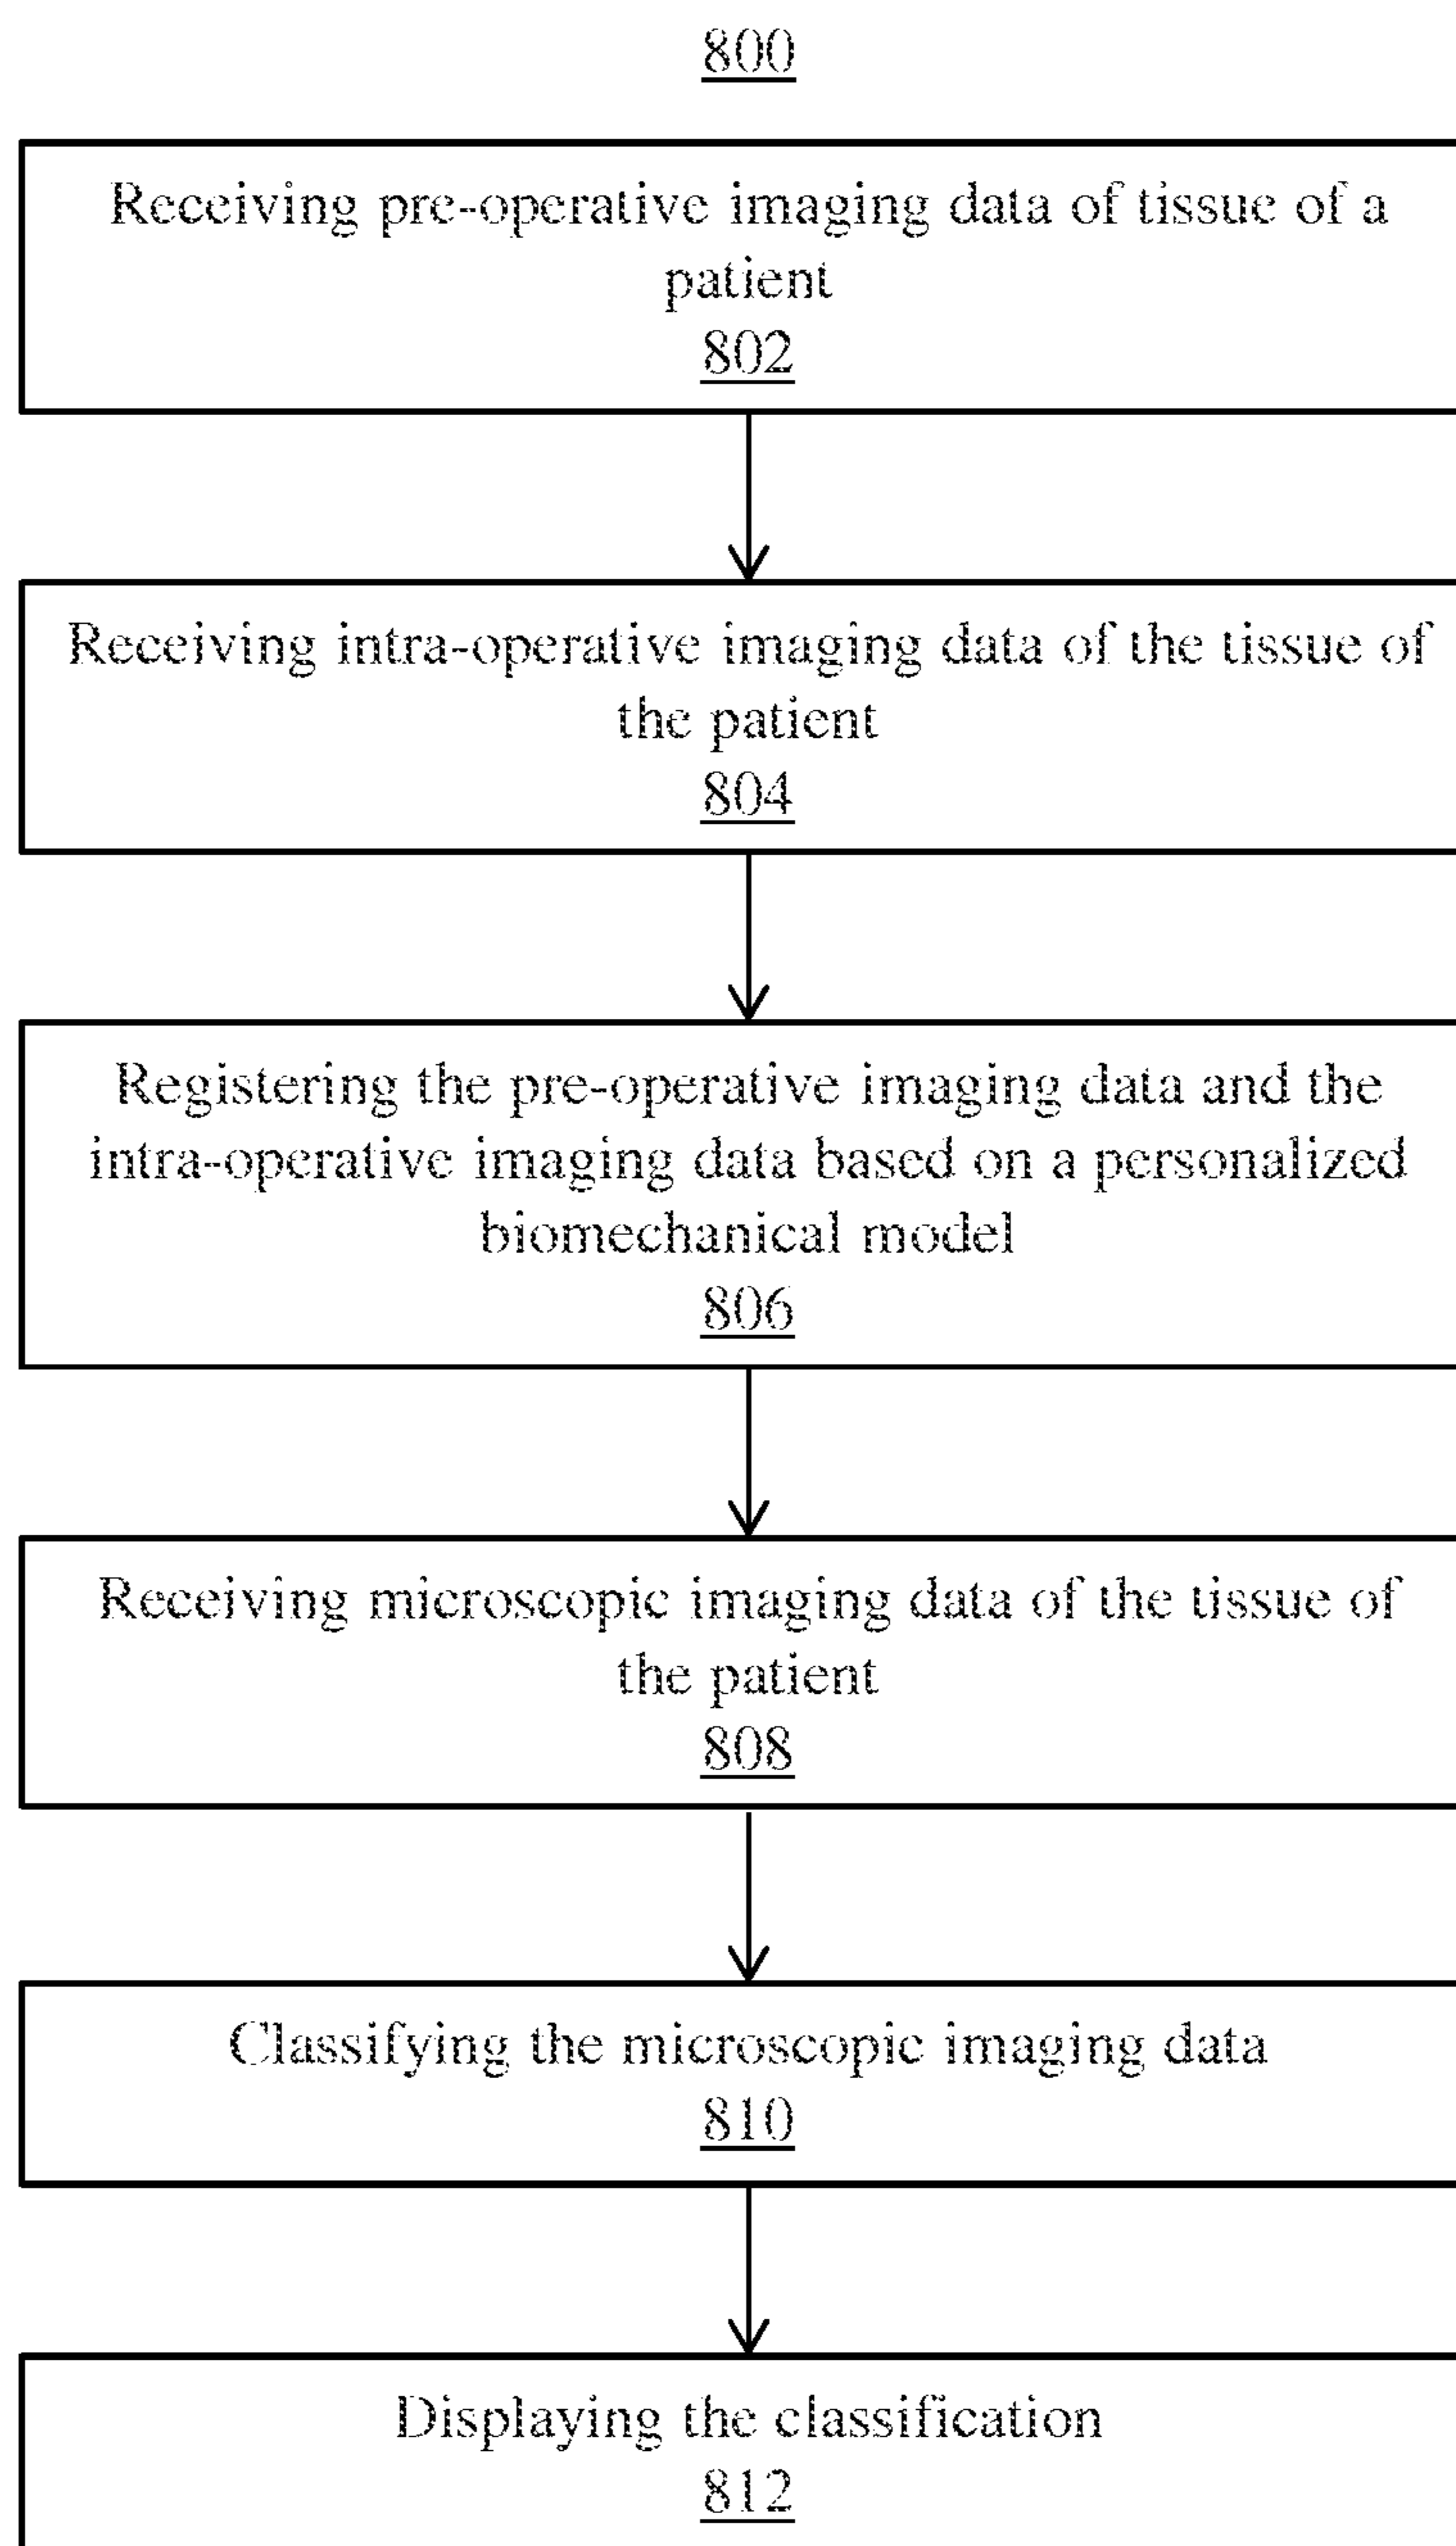 800
Receiving pre-operative imaging data of tissue of a
patient
802
Receiving intra-operative imaging data of the tissue of
the patient
804
Registering the pre-operative imaging data and the
intra-operative imaging data based on a personalized
biomechanical model
806
Receiving microscopic imaging data of the tissue of
the patient
808
Classifying the microscopic imaging data
810
Displaying the classification
812